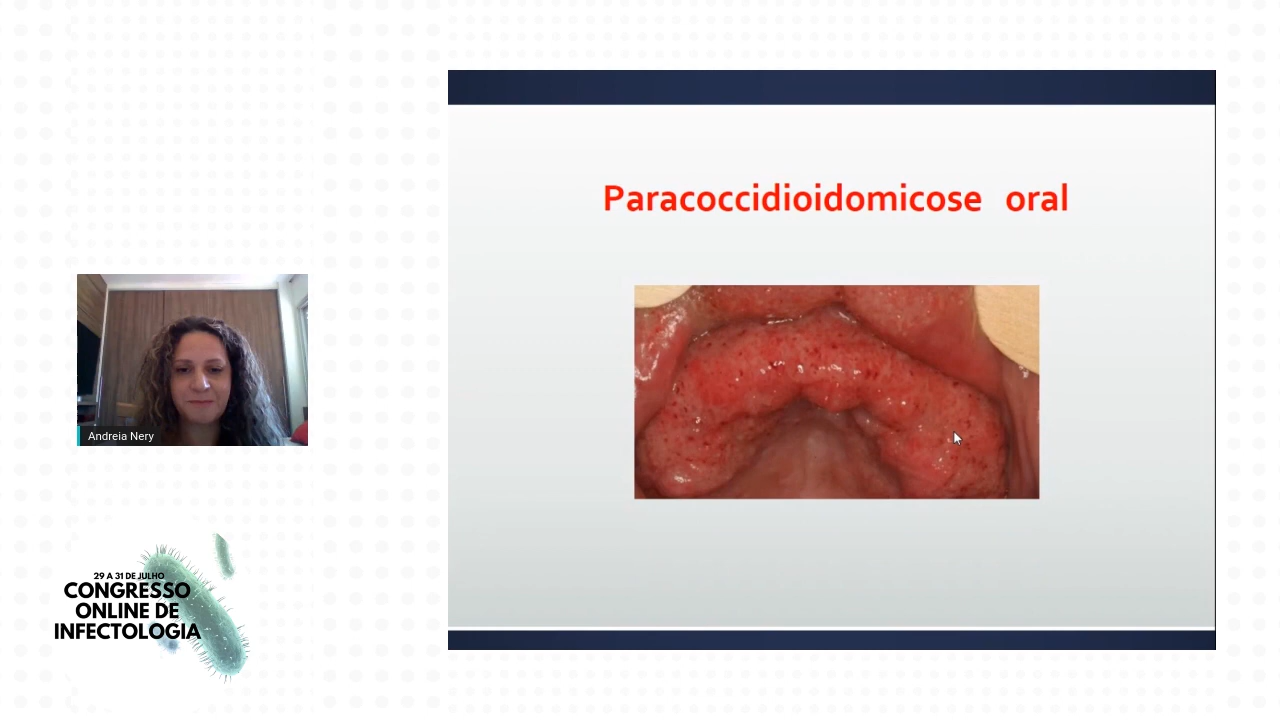 Paracoccidioidomicose oral
Andreia Nery
29 A 31 DE JULHO
CONGRESSO
ONLINE DE
INFECTOLOGIA